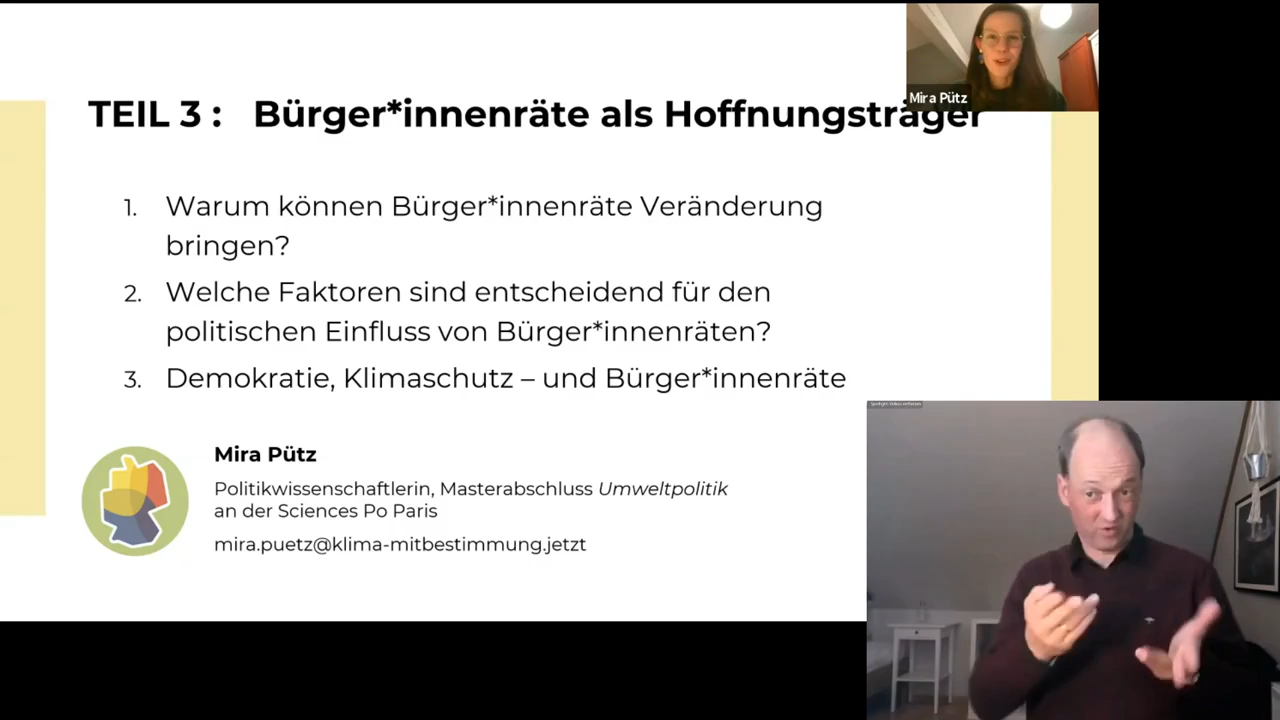 Mira Pütz
TEIL 3 : Bürger*innenräte als Hoffnungsträger
1. Warum können Bürger*innenräte Veränderung
bringen?
2. Welche Faktoren sind entscheidend für den
politischen Einfluss von Bürger*innenräten?
3. Demokratie, Klimaschutz – und Bürger*innenräte
Mira Pütz
Politikwissenschaftlerin, Masterabschluss Umweltpolitik
an der Sciences Po Paris
mira.puetz@klima-mitbestimmung.jetzt